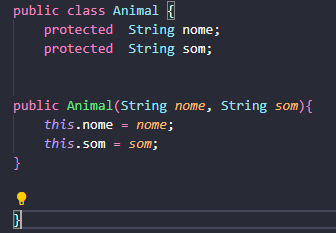 public class Animal {
protected  String nome;
protected  String som;
public Animal(String nome, String som){
this.nome = nome;
this.som = som;
}
}